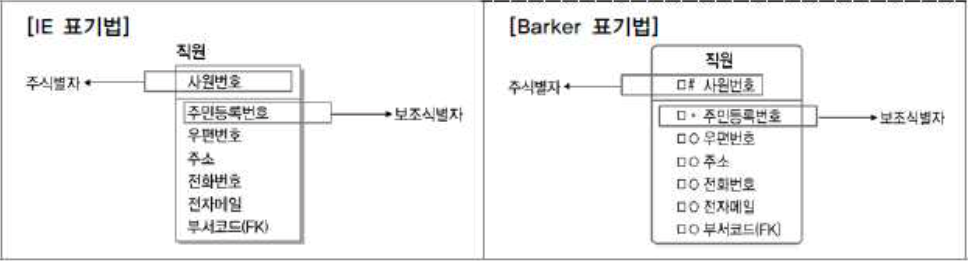 [IE 표기법]
직원
주식별자
사원번호
주민등록번호
보조식별자
우편번호
주소
전화번호
전자메일
부서코드(FK)
[Barker 표기법]
직원
주식별자
□# 사원번호
□* 주민등록번호
보조식별자
□○ 우편번호
□○ 주소
□○ 전화번호
□○ 전자메일
□○ 부서코드(FK)